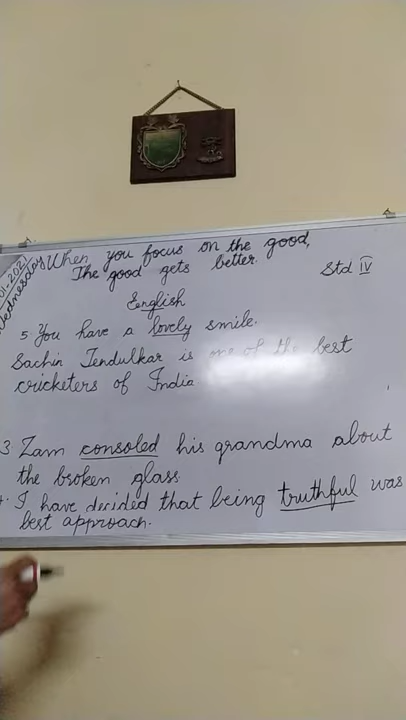 01-2021
Wednesday
When you focus on the good,
The good gets better.
Std IV
English
5 You have a lovely smile.
Sachin Tendulkar is one of the best
cricketers of India
3 Zam consoled his grandma about
the broken glass
I have decided that being truthful was
best approach.